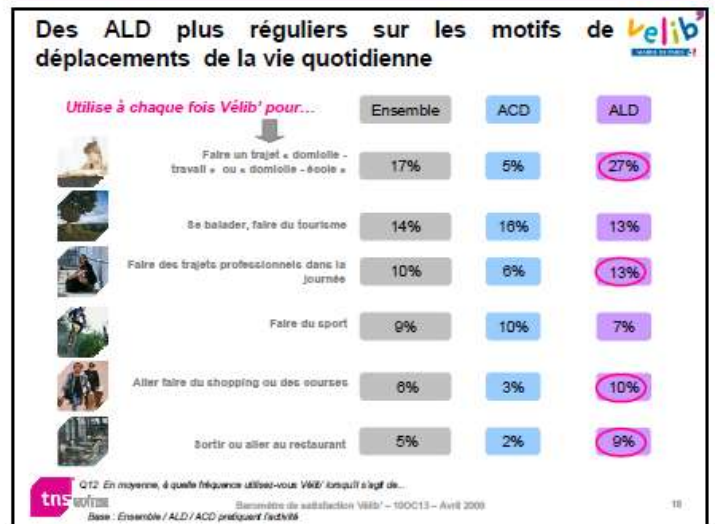 Des ALD plus réguliers sur les motifs de
déplacements de la vie quotidienne
Vélib'
MAIRIE DE PARIS
Utilise à chaque fois Vélib' pour…
Ensemble ACD ALD
Faire un trajet « domicile -
travail » ou « domicile - école »
17% 5% 27%
Se balader, faire du tourisme
14% 16% 13%
Faire des trajets professionnels dans la
journée
10% 6% 13%
Faire du sport
9% 10% 7%
Aller faire du shopping ou des courses
6% 3% 10%
Sortir ou aller au restaurant
5% 2% 9%
Q12 En moyenne, à quelle fréquence utilisez-vous Vélib' lorsqu'il s'agit de...
tns sofres
Baromètre de satisfaction Vélib' – 10OC13 – Avril 2009
18
Base : Ensemble / ALD / ACD pratiquent l'activité